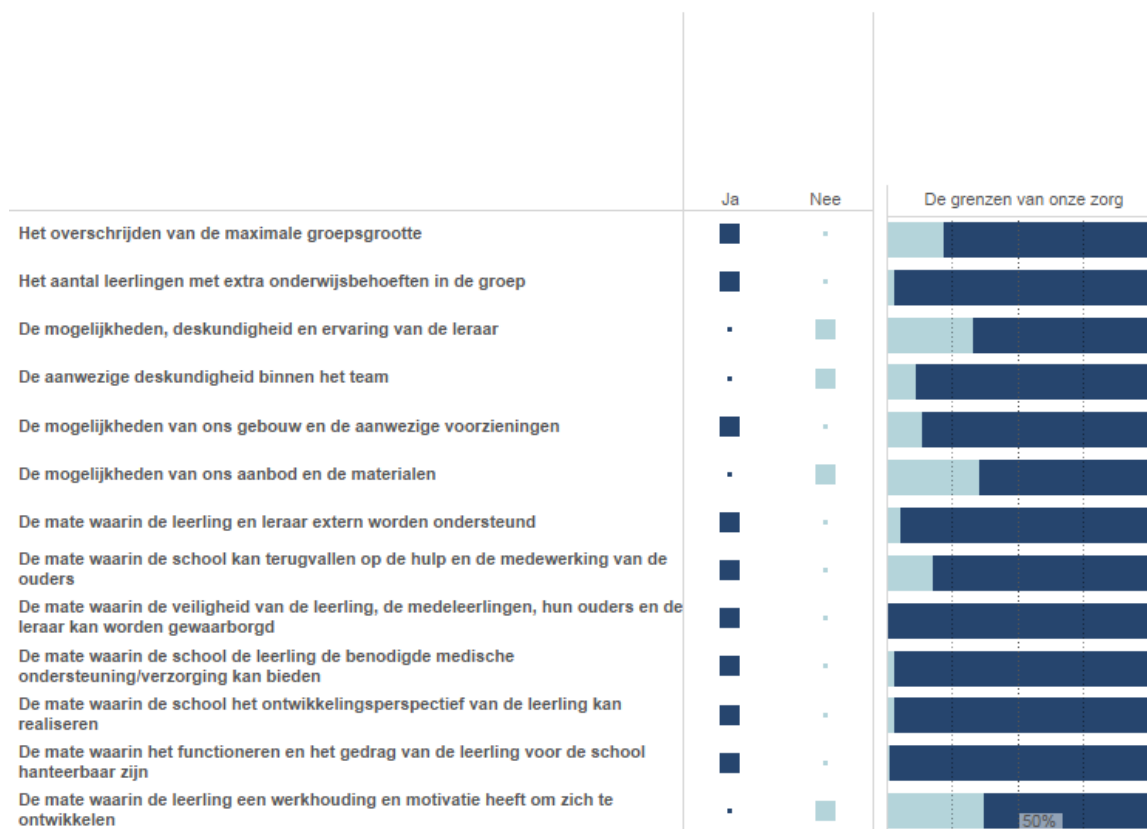 Ja Nee De grenzen van onze zorg
Het overschrijden van de maximale groepsgrootte
Het aantal leerlingen met extra onderwijsbehoeften in de groep
De mogelijkheden, deskundigheid en ervaring van de leraar
De aanwezige deskundigheid binnen het team
De mogelijkheden van ons gebouw en de aanwezige voorzieningen
De mogelijkheden van ons aanbod en de materialen
De mate waarin de leerling en leraar extern worden ondersteund
De mate waarin de school kan terugvallen op de hulp en de medewerking van de
ouders
De mate waarin de veiligheid van de leerling, de medeleerlingen, hun ouders en de
leraar kan worden gewaarborgd
De mate waarin de school de leerling de benodigde medische
ondersteuning/verzorging kan bieden
De mate waarin de school het ontwikkelingsperspectief van de leerling kan
realiseren
De mate waarin het functioneren en het gedrag van de leerling voor de school
hanteerbaar zijn
De mate waarin de leerling een werkhouding en motivatie heeft om zich te
ontwikkelen
50%